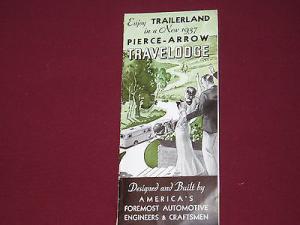 Enjoy TRAILERLAND
in a New 1937
PIERCE-ARROW
TRAVELODGE
Designed and Built by
AMERICA'S
FOREMOST AUTOMOTIVE
ENGINEERS & CRAFTSMEN